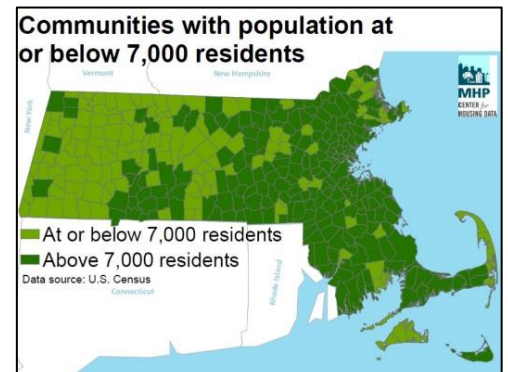 Communities with population at
or below 7,000 residents
Vermont
New Hampshire
New York
MHP
CENTER for
HOUSING DATA
At or below 7,000 residents
Above 7,000 residents
Data source: U.S. Census
Connecticut
Rhode Island